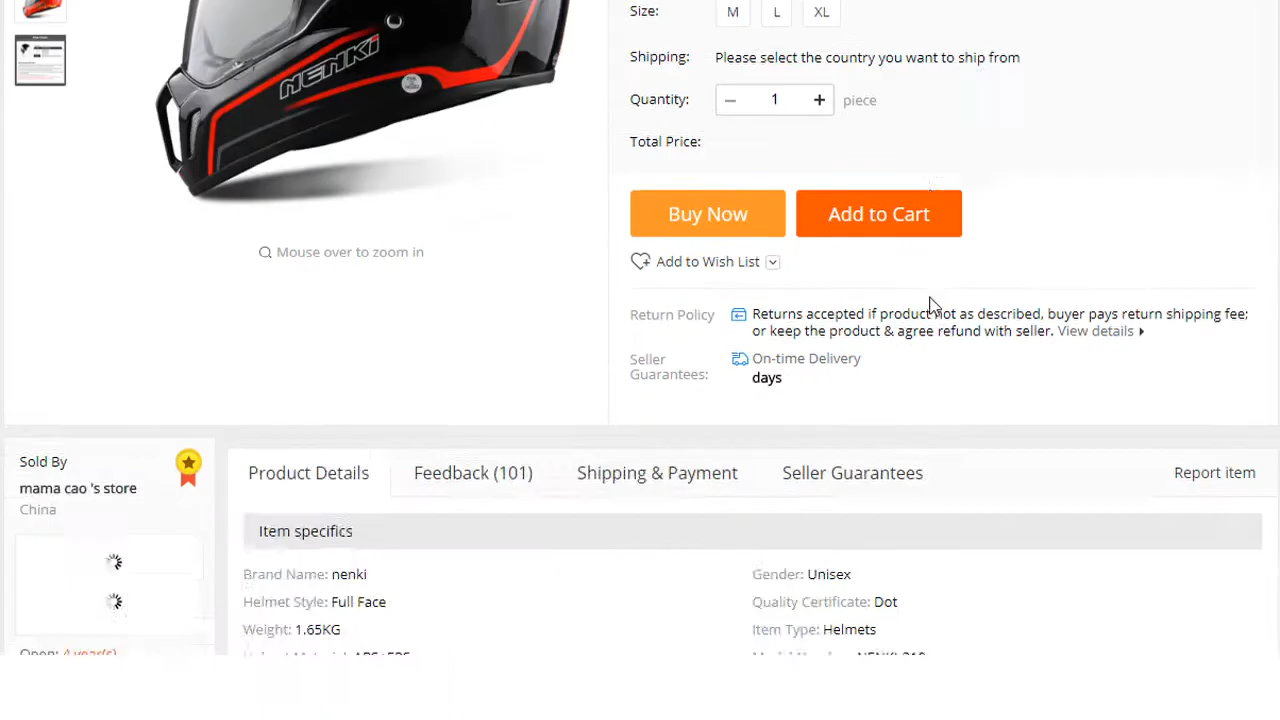 Size: M L XL
NENKI
Shipping: Please select the country you want to ship from
Quantity: 1 piece
Total Price:
Buy Now Add to Cart
Mouse over to zoom in
Add to Wish List
Return Policy Returns accepted if product not as described, buyer pays return shipping fee;
or keep the product & agree refund with seller. View details
Seller Guarantees: On-time Delivery
days
Sold By
mama cao 's store
China
Product Details Feedback (101) Shipping & Payment Seller Guarantees Report item
Item specifics
Brand Name: nenki Gender: Unisex
Helmet Style: Full Face Quality Certificate: Dot
Weight: 1.65KG Item Type: Helmets
Open: 4 year(s)